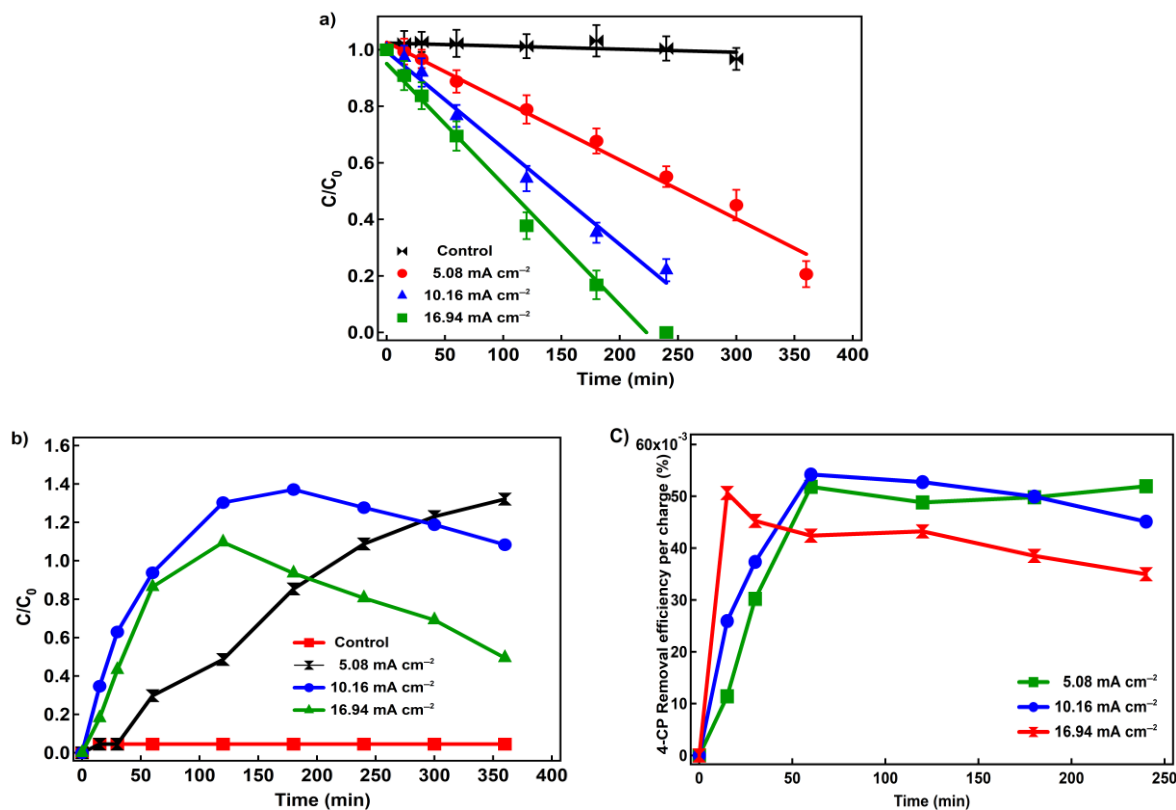 a)
C/C₀
1.0
0.8
0.6
0.4
0.2
0.0
Control
5.08 mA cm⁻²
10.16 mA cm⁻²
16.94 mA cm⁻²
0 50 100 150 200 250 300 350 400
Time (min)
b)
C/C₀
1.6
1.4
1.2
1.0
0.8
0.6
0.4
0.2
0.0
Control
5.08 mA cm⁻²
10.16 mA cm⁻²
16.94 mA cm⁻²
0 50 100 150 200 250 300 350 400
Time (min)
C)
4-CP Removal efficiency per charge (%)
60x10⁻³
50
40
30
20
10
0
5.08 mA cm⁻²
10.16 mA cm⁻²
16.94 mA cm⁻²
0 50 100 150 200 250
Time (min)